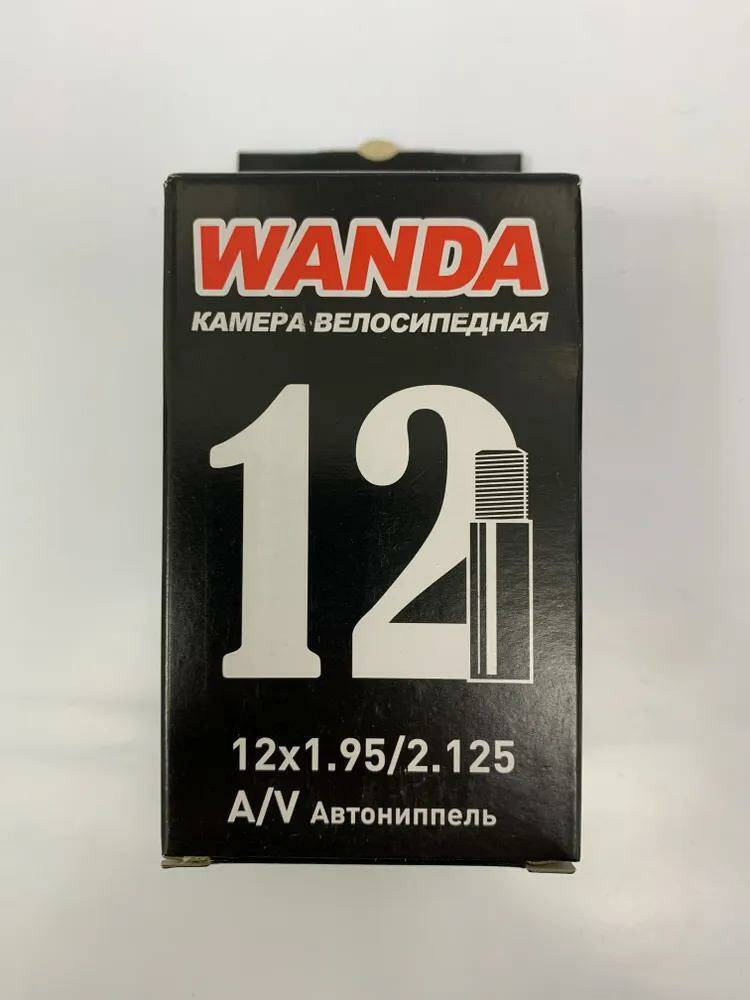 WANDA
КАМЕРА ВЕЛОСИПЕДНАЯ
12
12x1.95/2.125
A/V Автониппель